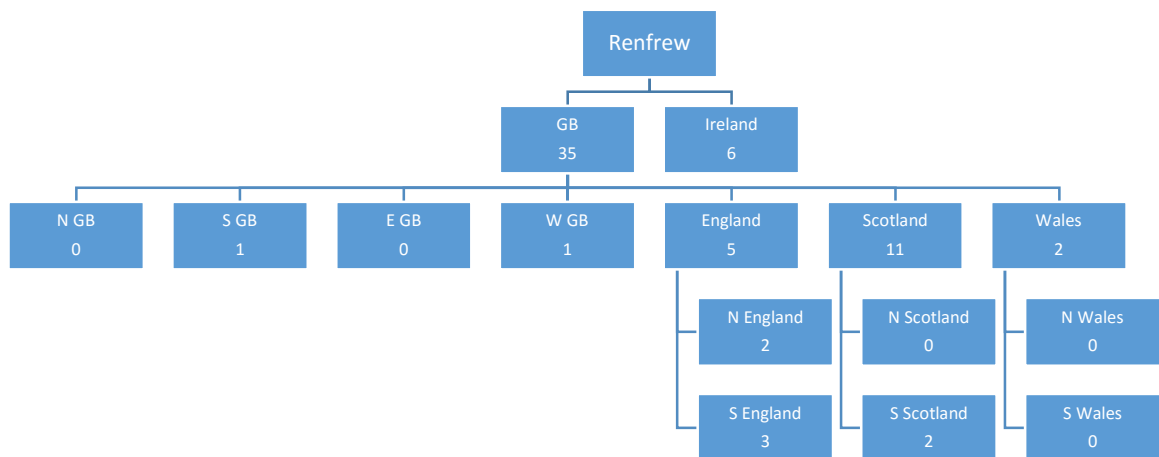 Renfrew
GB
35
Ireland
6
N GB
0
S GB
1
E GB
0
W GB
1
England
5
Scotland
11
Wales
2
N England
2
N Scotland
0
N Wales
0
S England
3
S Scotland
2
S Wales
0